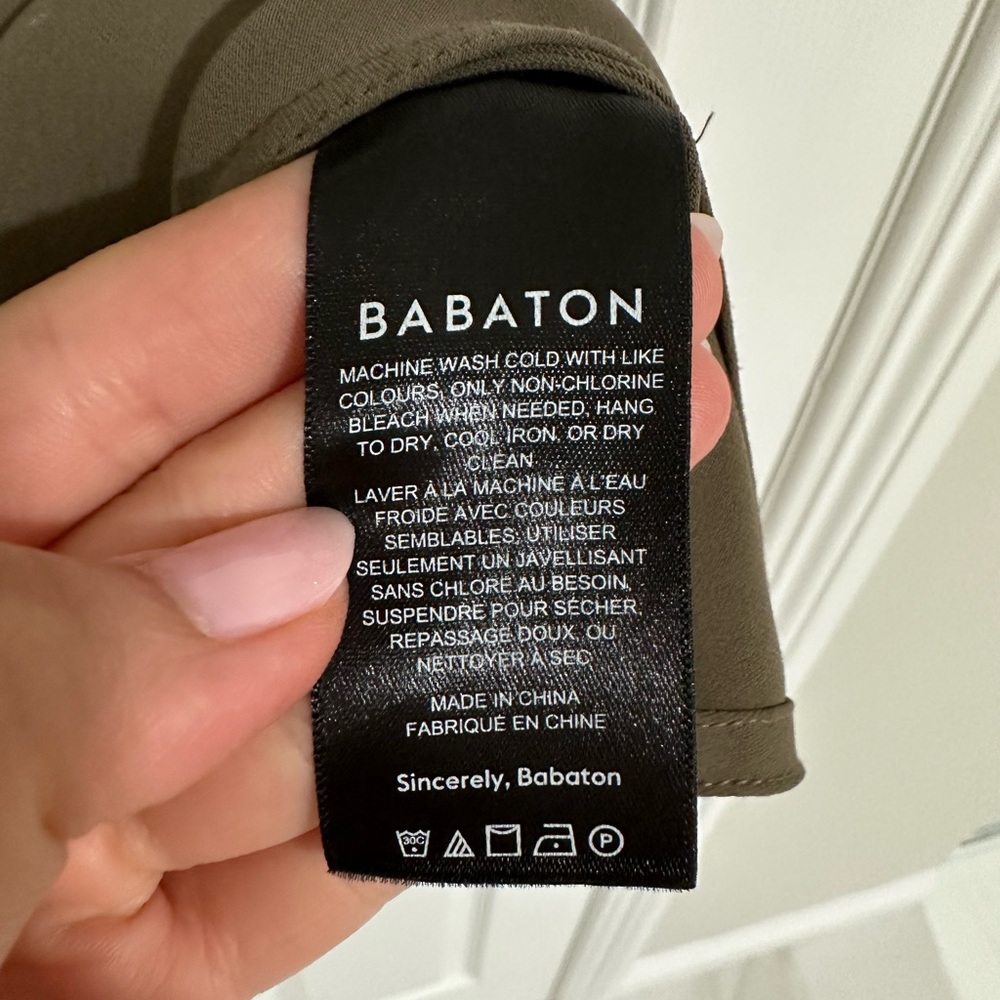 BABATON
MACHINE WASH COLD WITH LIKE
COLOURS, ONLY NON-CHLORINE
BLEACH WHEN NEEDED, HANG
TO DRY, COOL IRON, OR DRY
CLEAN
LAVER À LA MACHINE À L'EAU
FROIDE AVEC COULEURS
SEMBLABLES, UTILISER
SEULEMENT UN JAVELLISANT
SANS CHLORE AU BESOIN,
SUSPENDRE POUR SÉCHER,
REPASSAGE DOUX, OU
NETTOYER À SEC
MADE IN CHINA
FABRIQUÉ EN CHINE
Sincerely, Babaton
30C P